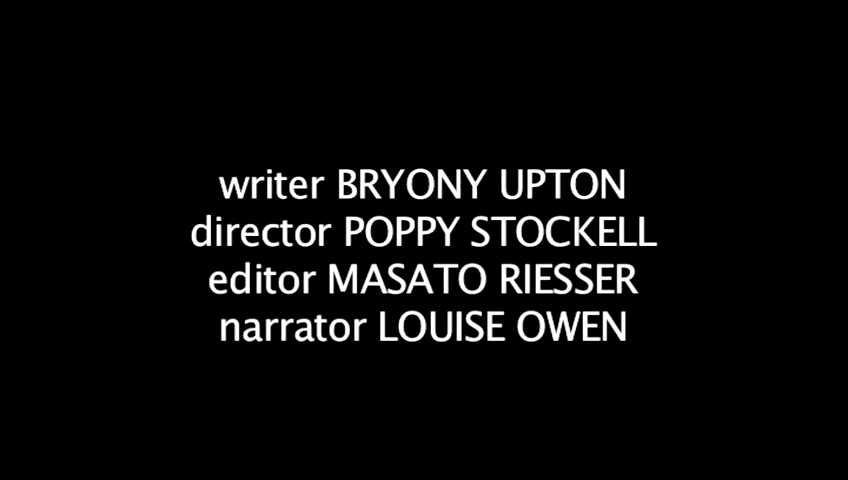 writer BRYONY UPTON
director POPPY STOCKELL
editor MASATO RIESSER
narrator LOUISE OWEN